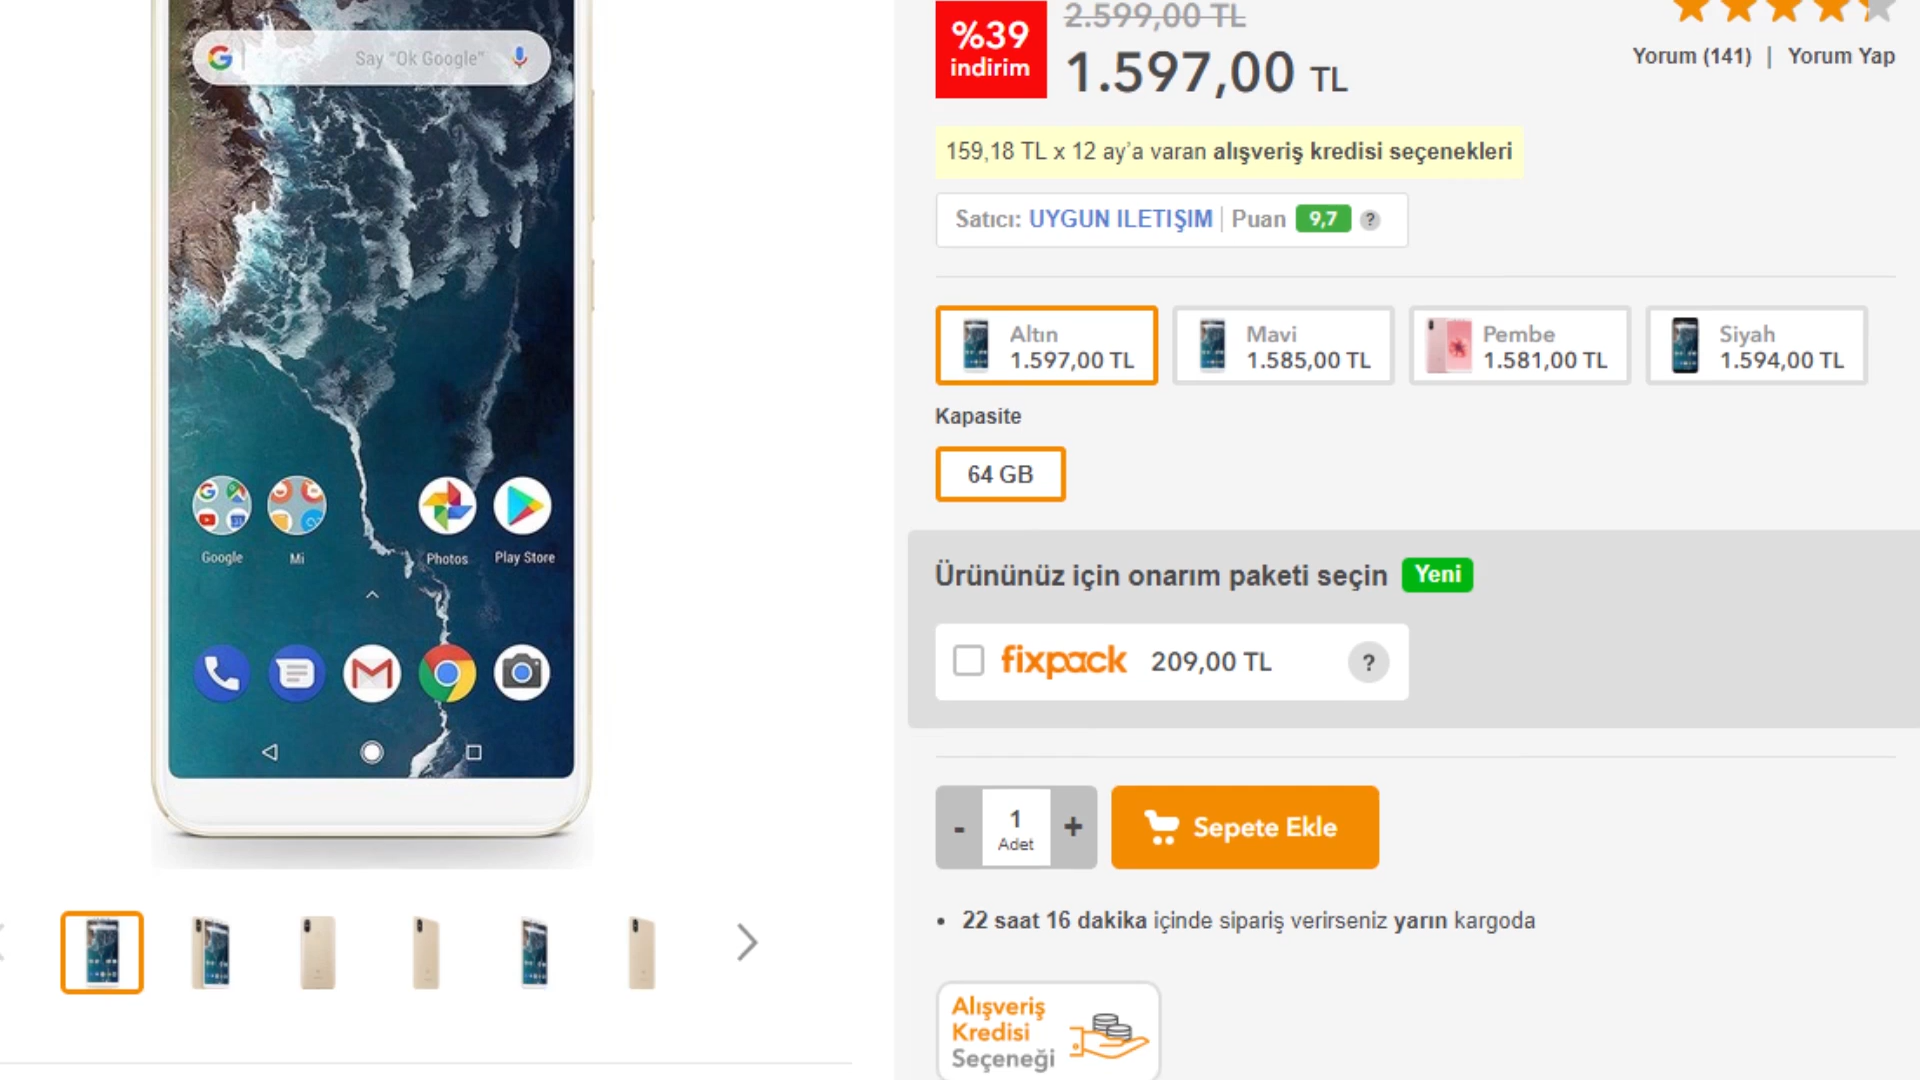 Say "Ok Google"
Google
Mi
Photos
Play Store
%39
indirim
2.599,00 TL
1.597,00 TL
Yorum (141) | Yorum Yap
159,18 TL x 12 ay'a varan alışveriş kredisi seçenekleri
Satıcı: UYGUN ILETIŞIM | Puan 9,7 ?
Altın
1.597,00 TL
Mavi
1.585,00 TL
Pembe
1.581,00 TL
Siyah
1.594,00 TL
Kapasite
64 GB
Ürününüz için onarım paketi seçin Yeni
fixpack 209,00 TL ?
- 1 +
Adet
Sepete Ekle
• 22 saat 16 dakika içinde sipariş verirseniz yarın kargoda
Alışveriş
Kredisi
Seçeneği